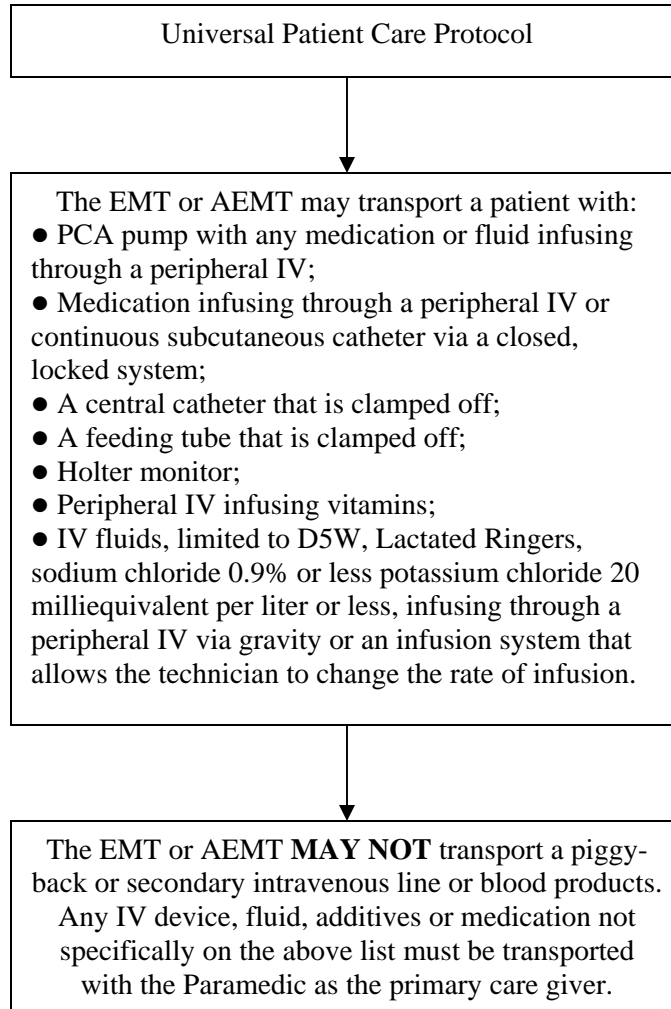 Universal Patient Care Protocol
The EMT or AEMT may transport a patient with:
● PCA pump with any medication or fluid infusing
through a peripheral IV;
● Medication infusing through a peripheral IV or
continuous subcutaneous catheter via a closed,
locked system;
● A central catheter that is clamped off;
● A feeding tube that is clamped off;
● Holter monitor;
● Peripheral IV infusing vitamins;
● IV fluids, limited to D5W, Lactated Ringers,
sodium chloride 0.9% or less potassium chloride 20
milliequivalent per liter or less, infusing through a
peripheral IV via gravity or an infusion system that
allows the technician to change the rate of infusion.
The EMT or AEMT MAY NOT transport a piggy-
back or secondary intravenous line or blood products.
Any IV device, fluid, additives or medication not
specifically on the above list must be transported
with the Paramedic as the primary care giver.